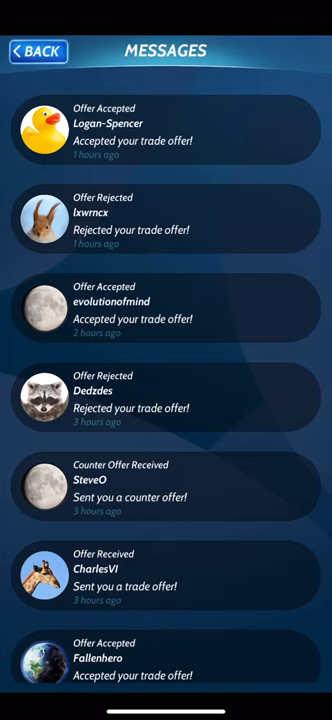 BACK
MESSAGES
Offer Accepted
Logan-Spencer
Accepted your trade offer!
1 hours ago
Offer Rejected
lxwrncx
Rejected your trade offer!
1 hours ago
Offer Accepted
evolutionofmind
Accepted your trade offer!
2 hours ago
Offer Rejected
Dedzdes
Rejected your trade offer!
3 hours ago
Counter Offer Received
SteveO
Sent you a counter offer!
3 hours ago
Offer Received
CharlesVI
Sent you a trade offer!
3 hours ago
Offer Accepted
Fallenhero
Accepted your trade offer!